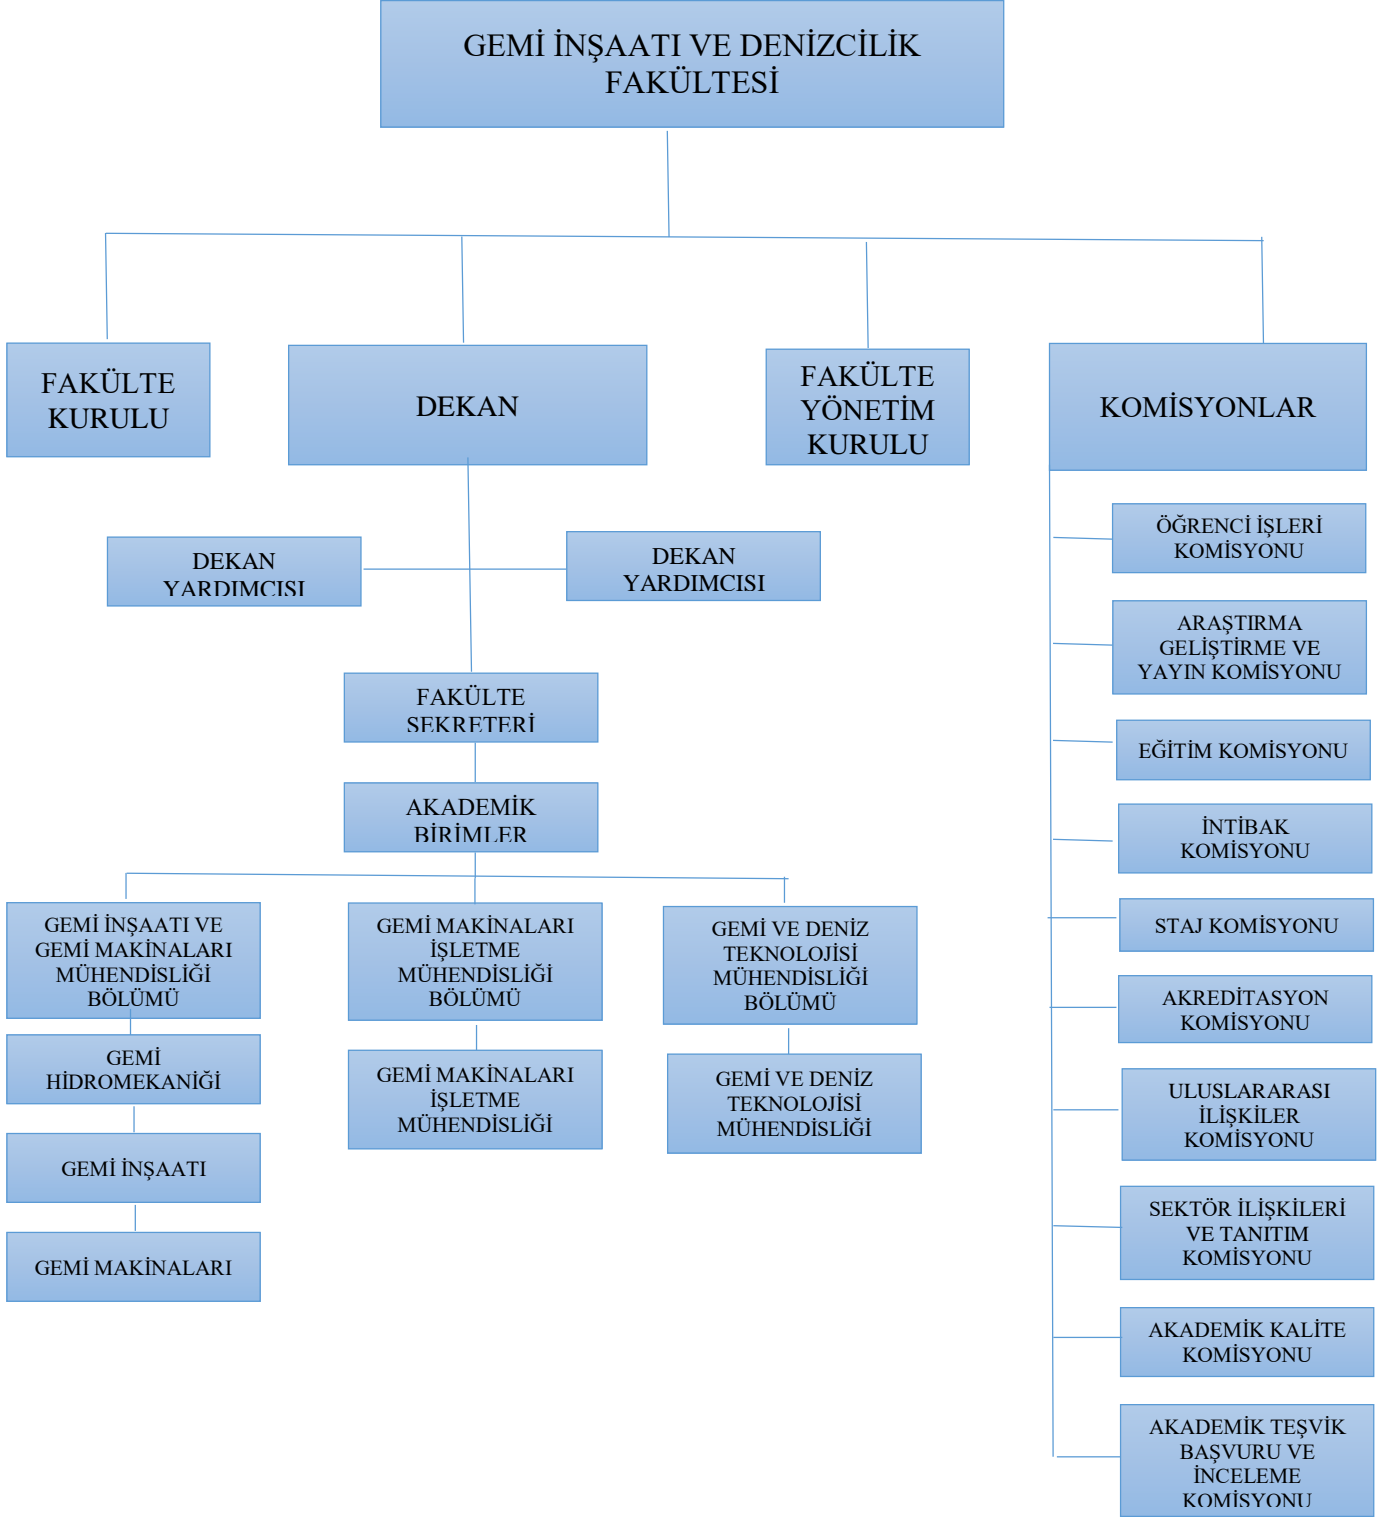 GEMİ İNŞAATI VE DENİZCİLİK
FAKÜLTESİ
FAKÜLTE
KURULU
DEKAN
FAKÜLTE
YÖNETİM
KURULU
KOMİSYONLAR
DEKAN
YARDIMCISI
DEKAN
YARDIMCISI
FAKÜLTE
SEKRETERİ
AKADEMİK
BİRİMLER
GEMİ İNŞAATI VE
GEMİ MAKİNALARI
MÜHENDİSLİĞİ
BÖLÜMÜ
GEMİ
HİDROMEKANİĞİ
GEMİ İNŞAATI
GEMİ MAKİNALARI
GEMİ MAKİNALARI
İŞLETME
MÜHENDİSLİĞİ
BÖLÜMÜ
GEMİ MAKİNALARI
İŞLETME
MÜHENDİSLİĞİ
GEMİ VE DENİZ
TEKNOLOJİSİ
MÜHENDİSLİĞİ
BÖLÜMÜ
GEMİ VE DENİZ
TEKNOLOJİSİ
MÜHENDİSLİĞİ
ÖĞRENCİ İŞLERİ
KOMİSYONU
ARAŞTIRMA
GELİŞTİRME VE
YAYIN KOMİSYONU
EĞİTİM KOMİSYONU
İNTİBAK
KOMİSYONU
STAJ KOMİSYONU
AKREDİTASYON
KOMİSYONU
ULUSLARARASI
İLİŞKİLER
KOMİSYONU
SEKTÖR İLİŞKİLERİ
VE TANITIM
KOMİSYONU
AKADEMİK KALİTE
KOMİSYONU
AKADEMİK TEŞVİK
BAŞVURU VE
İNCELEME
KOMİSYONU